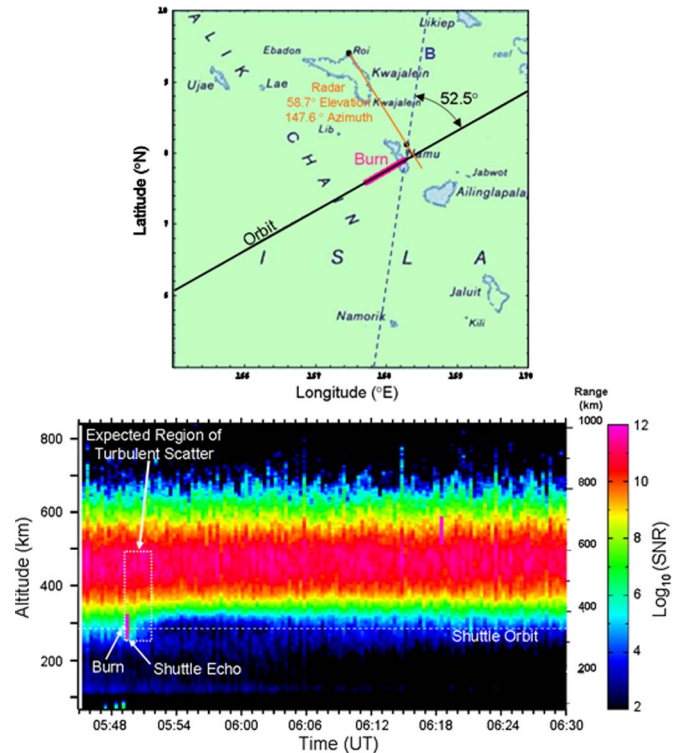 10
Likiep
ALIK
B
Ebadon
Roi
reef
Ujae
Lae
Kwajalein
9
Radar
58.7° Elevation
147.6° Azimuth
Kwajalein
52.5°
CHAIN
Lib
Namu
8
Burn
Jabwot
Ailinglapalap
Latitude (°N)
7
Orbit
I S L A
Jaluit
Namorik
Kili
Longitude (°E)
Range
(km)
800
Expected Region of
Turbulent Scatter
1000
12
800
10
600
Altitude (km)
600
8
Log10(SNR)
400
400
6
Shuttle Orbit
4
200
Burn
Shuttle Echo
200
2
05:48 05:54 06:00 06:06 06:12 06:18 06:24 06:30
Time (UT)